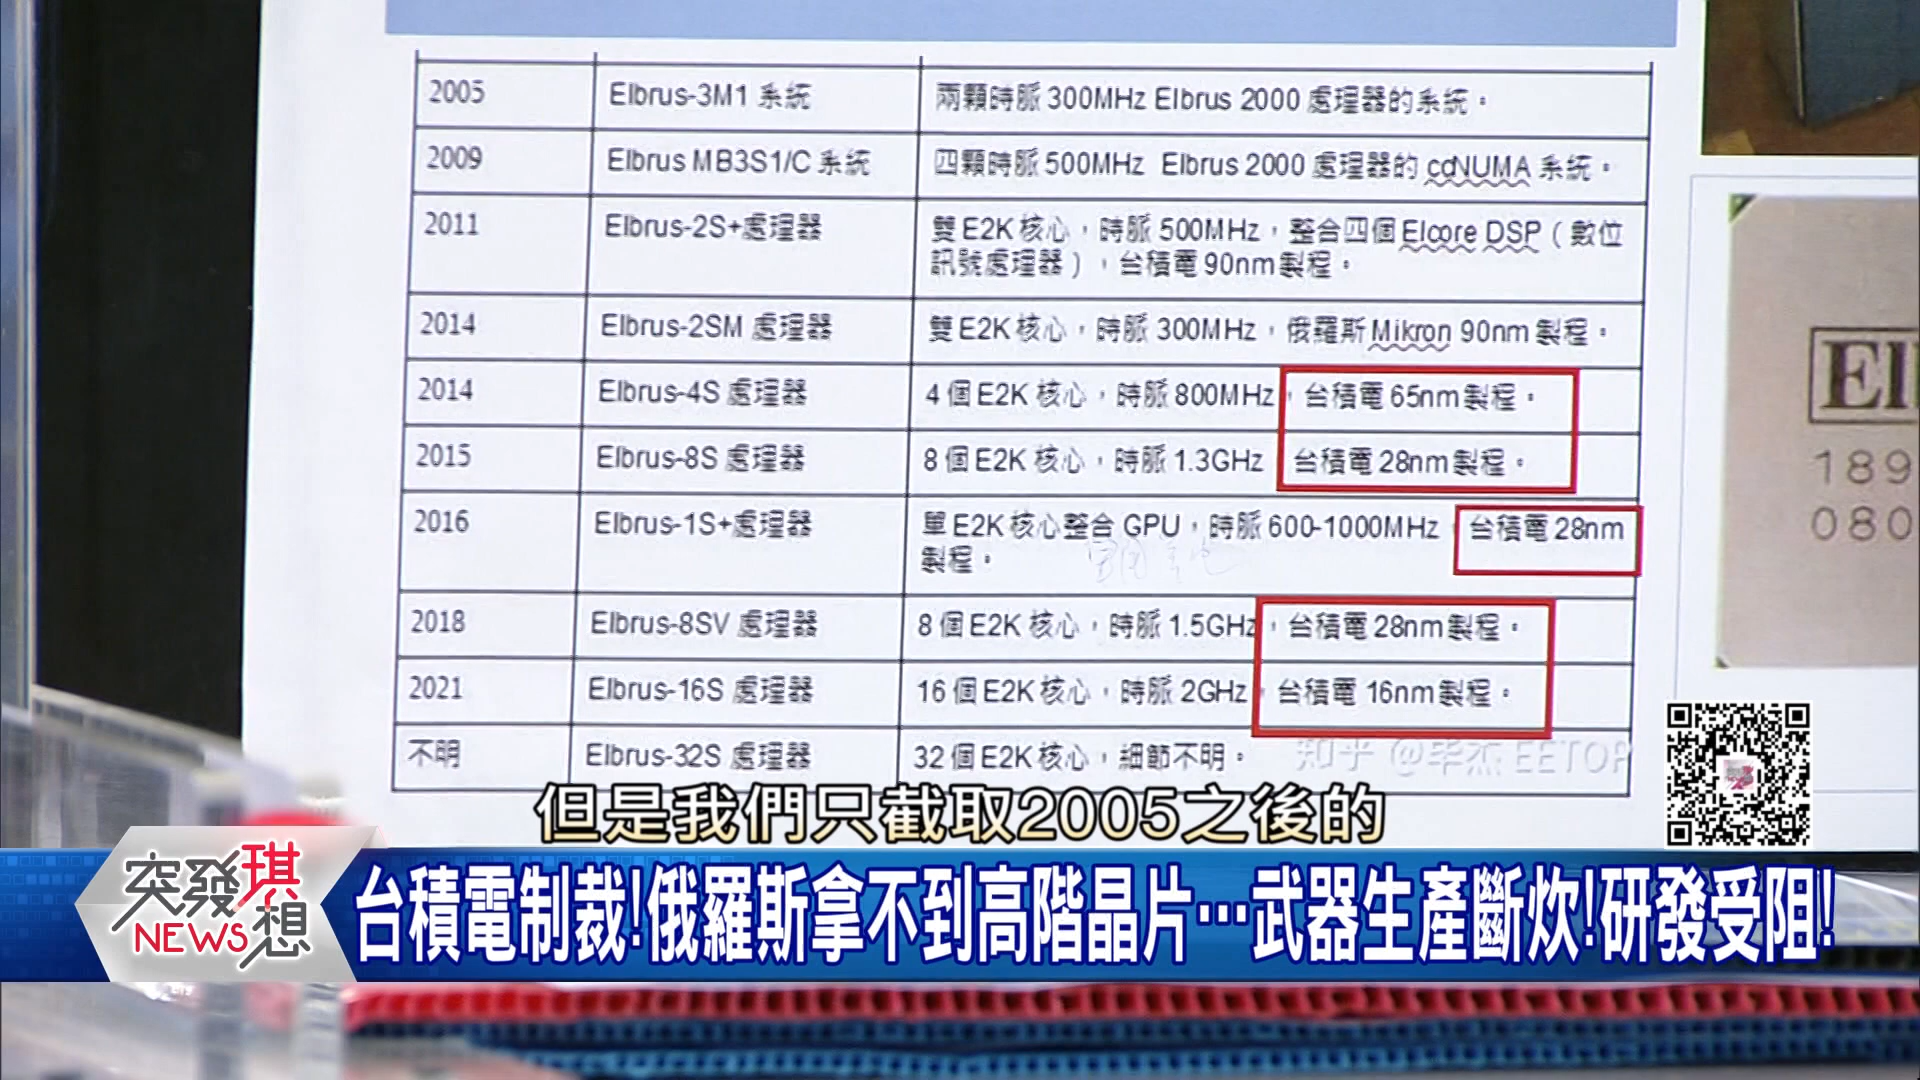 2005 Elbrus-3M1 系統 兩顆時脈 300MHz Elbrus 2000 處理器的系統。
2009 Elbrus MB3S1/C 系統 四顆時脈 500MHz Elbrus 2000 處理器的 ccNUMA 系統。
2011 Elbrus-2S+處理器 雙 E2K 核心，時脈 500MHz，整合四個 Elcore DSP（數位
訊號處理器），台積電 90nm 製程。
2014 Elbrus-2SM 處理器 雙 E2K 核心，時脈 300MHz，俄羅斯 Mikron 90nm 製程。
2014 Elbrus-4S 處理器 4 個 E2K 核心，時脈 800MHz，台積電 65nm 製程。
2015 Elbrus-8S 處理器 8 個 E2K 核心，時脈 1.3GHz 台積電 28nm 製程。
2016 Elbrus-1S+處理器 單 E2K 核心整合 GPU，時脈 600-1000MHz 台積電 28nm
製程。
2018 Elbrus-8SV 處理器 8 個 E2K 核心，時脈 1.5GHz，台積電 28nm 製程。
2021 Elbrus-16S 處理器 16 個 E2K 核心，時脈 2GHz，台積電 16nm 製程。
不明 Elbrus-32S 處理器 32 個 E2K 核心，細節不明。
知乎 @毕杰 EETOP
El
189
080
但是我們只截取2005之後的
突發琪想
NEWS
台積電制裁!俄羅斯拿不到高階晶片…武器生產斷炊!研發受阻!